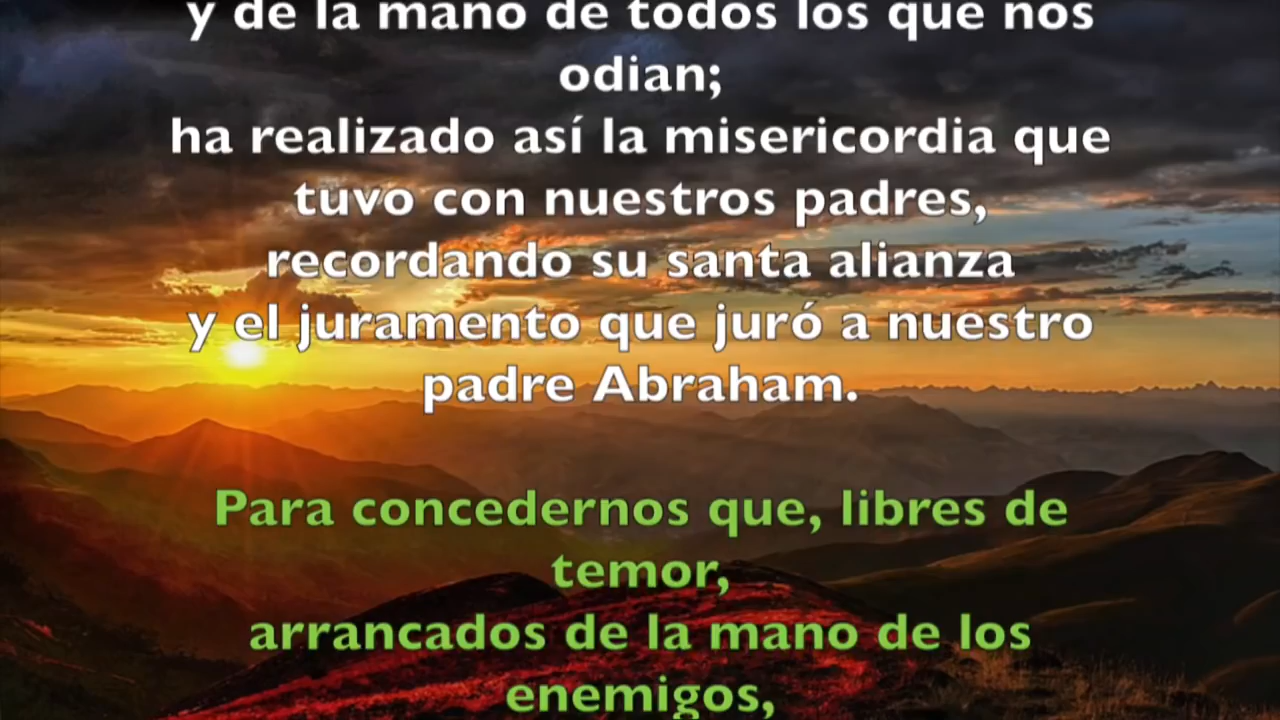 y de la mano de todos los que nos
odian;
ha realizado así la misericordia que
tuvo con nuestros padres,
recordando su santa alianza
y el juramento que juró a nuestro
padre Abraham.
Para concedernos que, libres de
temor,
arrancados de la mano de los
enemigos,